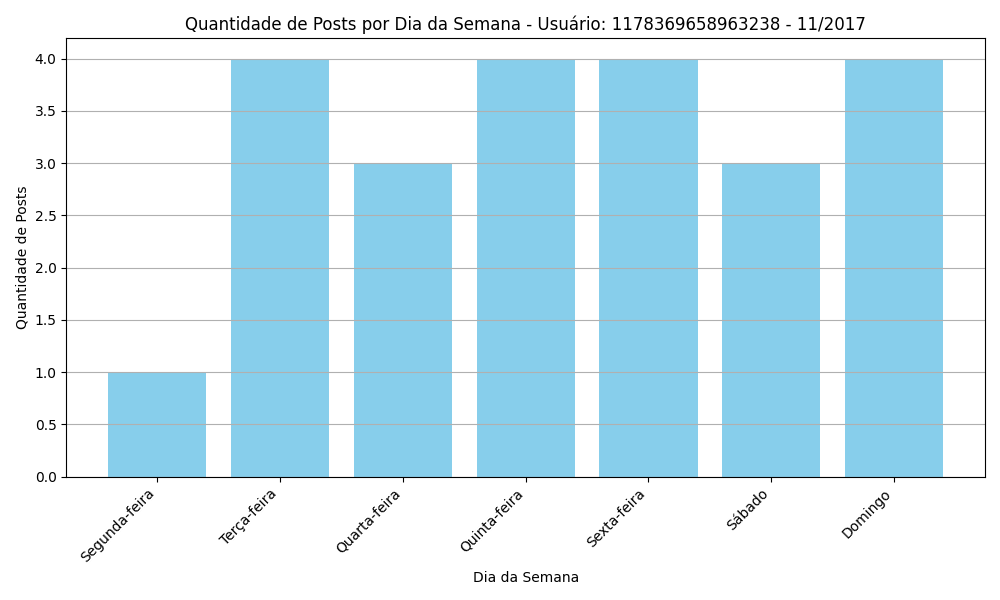 Quantidade de Posts por Dia da Semana - Usuário: 1178369658963238 - 11/2017
Quantidade de Posts
4.0
3.5
3.0
2.5
2.0
1.5
1.0
0.5
0.0
Segunda-feira
Terça-feira
Quarta-feira
Quinta-feira
Sexta-feira
Sábado
Domingo
Dia da Semana